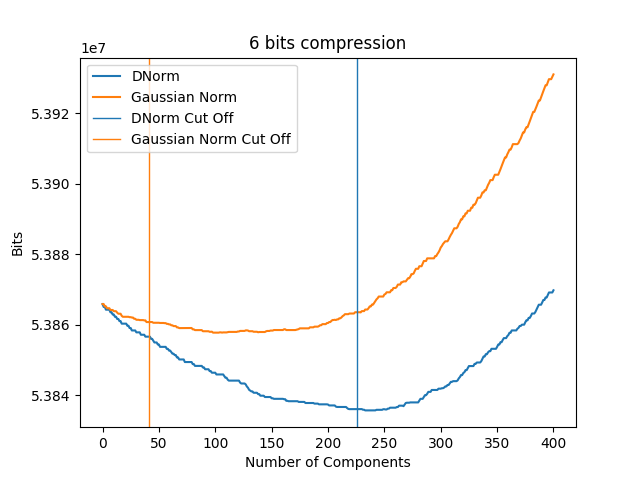 6 bits compression
1e7
DNorm
Gaussian Norm
DNorm Cut Off
Gaussian Norm Cut Off
5.392
5.390
5.388
5.386
5.384
Bits
0 50 100 150 200 250 300 350 400
Number of Components